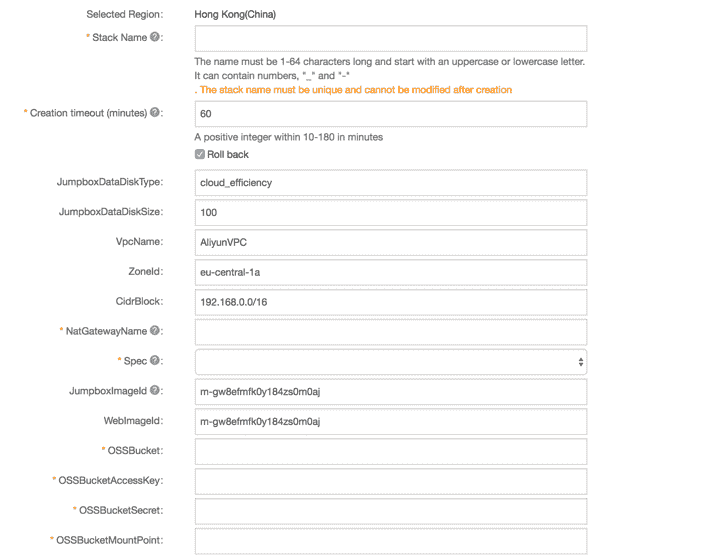 Selected Region: Hong Kong(China)
* Stack Name ?:
The name must be 1-64 characters long and start with an uppercase or lowercase letter.
It can contain numbers, "_" and "-"
. The stack name must be unique and cannot be modified after creation
* Creation timeout (minutes) ?: 60
A positive integer within 10-180 in minutes
Roll back
JumpboxDataDiskType: cloud_efficiency
JumpboxDataDiskSize: 100
VpcName: AliyunVPC
ZoneId: eu-central-1a
CidrBlock: 192.168.0.0/16
* NatGatewayName ?:
* Spec ?:
JumpboxImageId ?: m-gw8efmfk0y184zs0m0aj
WebImageId: m-gw8efmfk0y184zs0m0aj
* OSSBucket:
* OSSBucketAccessKey:
* OSSBucketSecret:
* OSSBucketMountPoint: